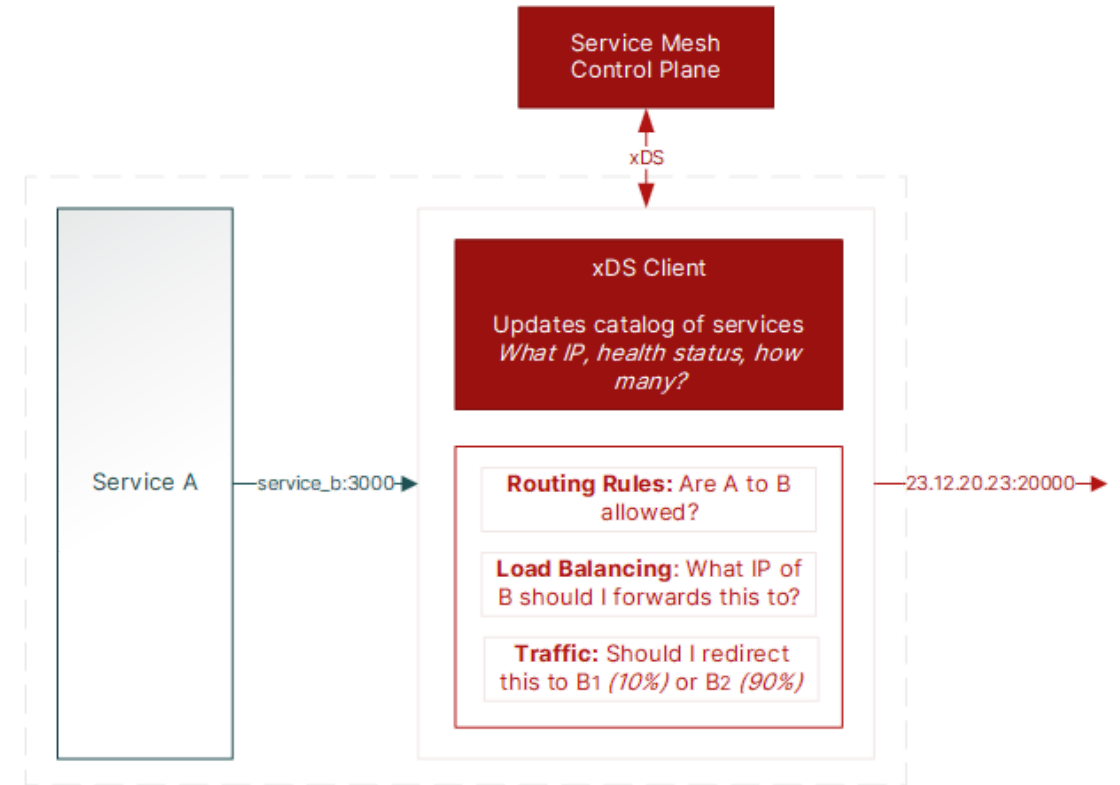 Service Mesh
Control Plane
xDS
xDS Client
Updates catalog of services
What IP, health status, how
many?
Service A
service_b:3000
Routing Rules: Are A to B
allowed?
23.12.20.23:20000
Load Balancing: What IP of
B should I forwards this to?
Traffic: Should I redirect
this to B1 (10%) or B2 (90%)